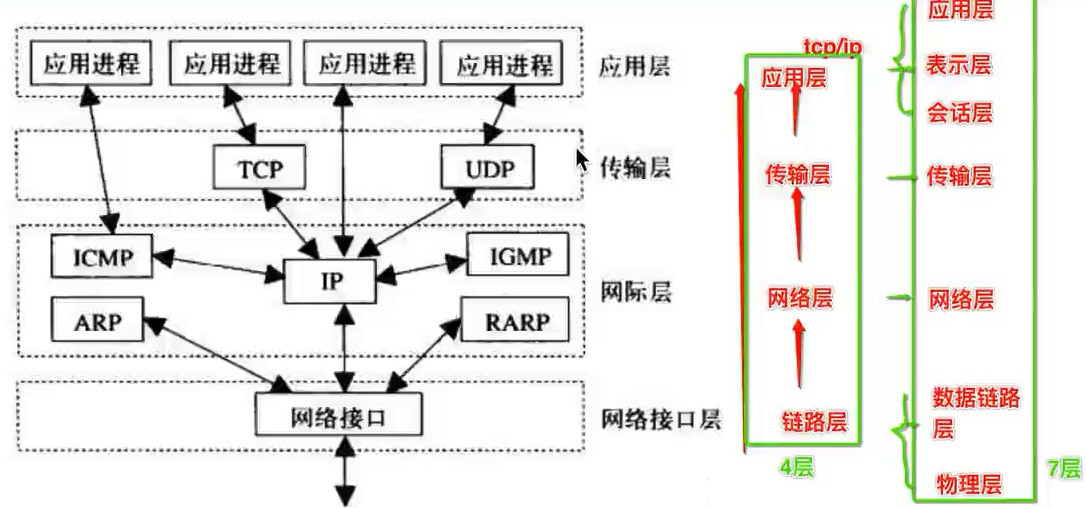 应用进程 应用进程 应用进程 应用进程 应用层
TCP UDP 传输层
ICMP IP IGMP 网际层
ARP RARP
网络接口 网络接口层
tcp/ip
应用层
传输层
网络层
链路层
4层
应用层
表示层
会话层
传输层
网络层
数据链路
层
物理层
7层